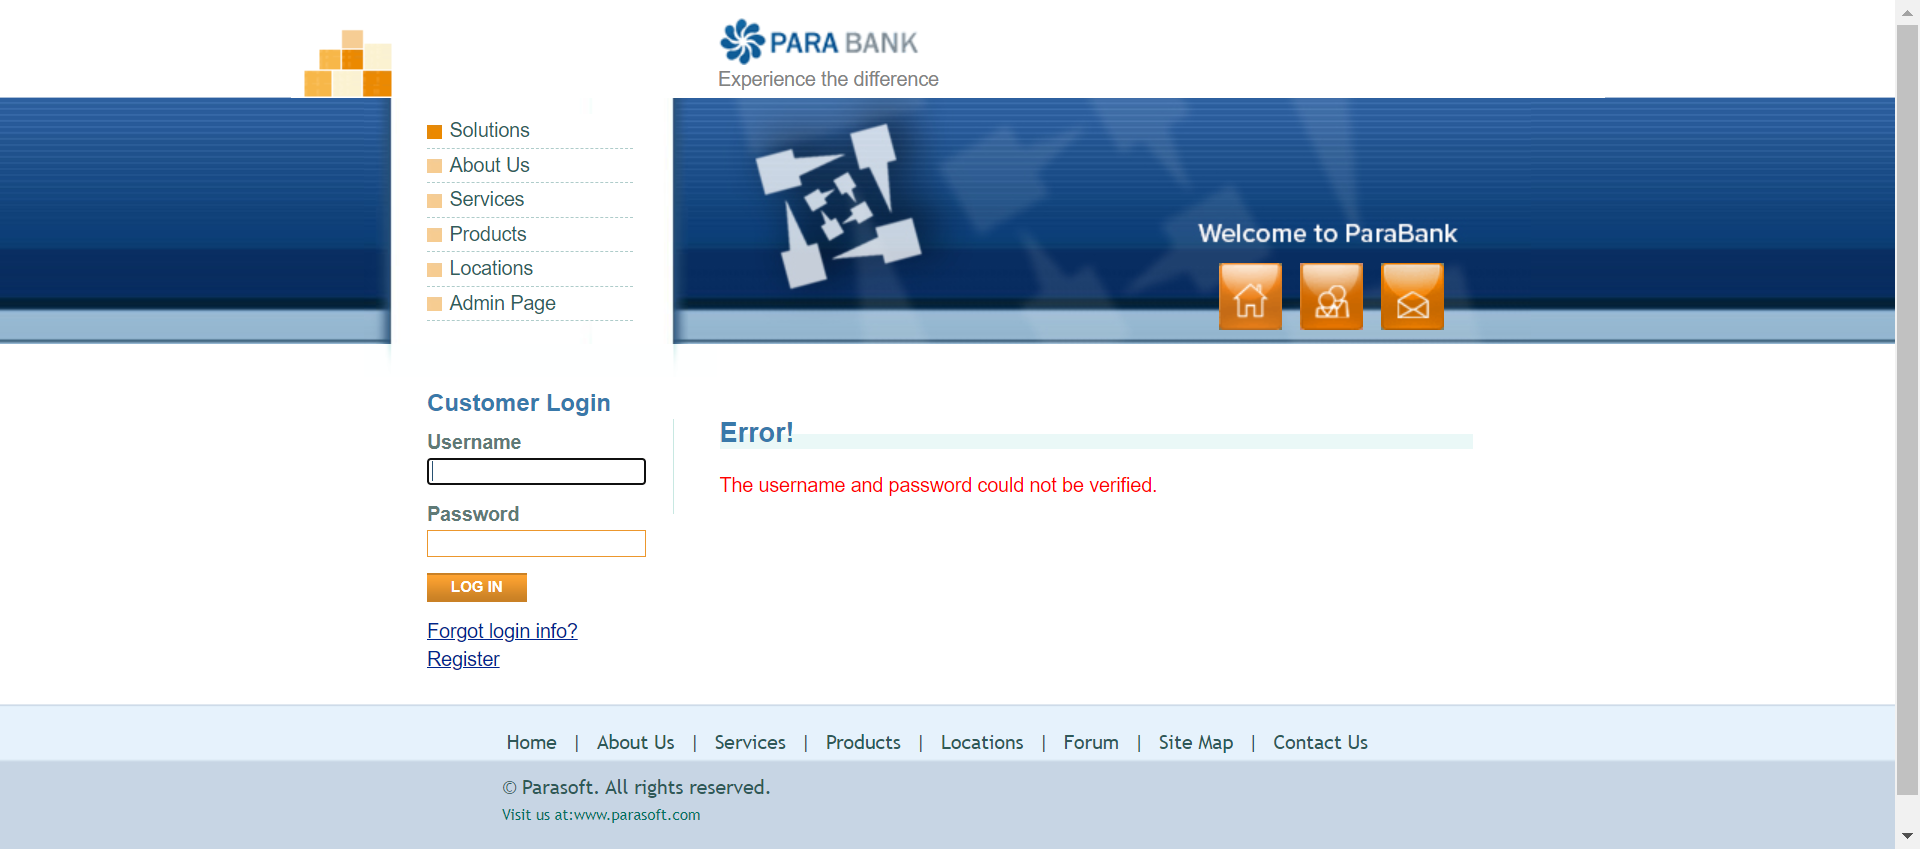 PARA BANK
Experience the difference
Solutions
About Us
Services
Products
Locations
Admin Page
Welcome to ParaBank
Customer Login
Username
Password
LOG IN
Forgot login info?
Register
Error!
The username and password could not be verified.
Home | About Us | Services | Products | Locations | Forum | Site Map | Contact Us
© Parasoft. All rights reserved.
Visit us at:www.parasoft.com